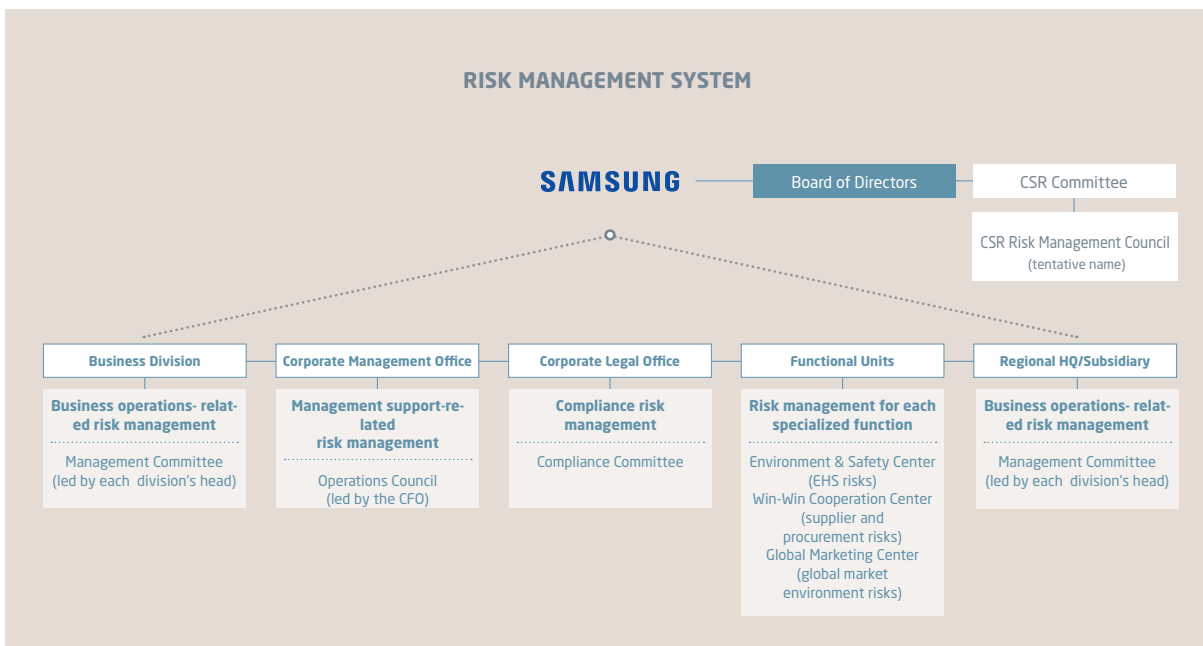 RISK MANAGEMENT SYSTEM
SAMSUNG
Board of Directors
CSR Committee
CSR Risk Management Council
(tentative name)
Business Division
Corporate Management Office
Corporate Legal Office
Functional Units
Regional HQ/Subsidiary
Business operations- relat-
ed risk management
Management Committee
(led by each division's head)
Management support-re-
lated
risk management
Operations Council
(led by the CFO)
Compliance risk
management
Compliance Committee
Risk management for each
specialized function
Environment & Safety Center
(EHS risks)
Win-Win Cooperation Center
(supplier and
procurement risks)
Global Marketing Center
(global market
environment risks)
Business operations- relat-
ed risk management
Management Committee
(led by each division's head)